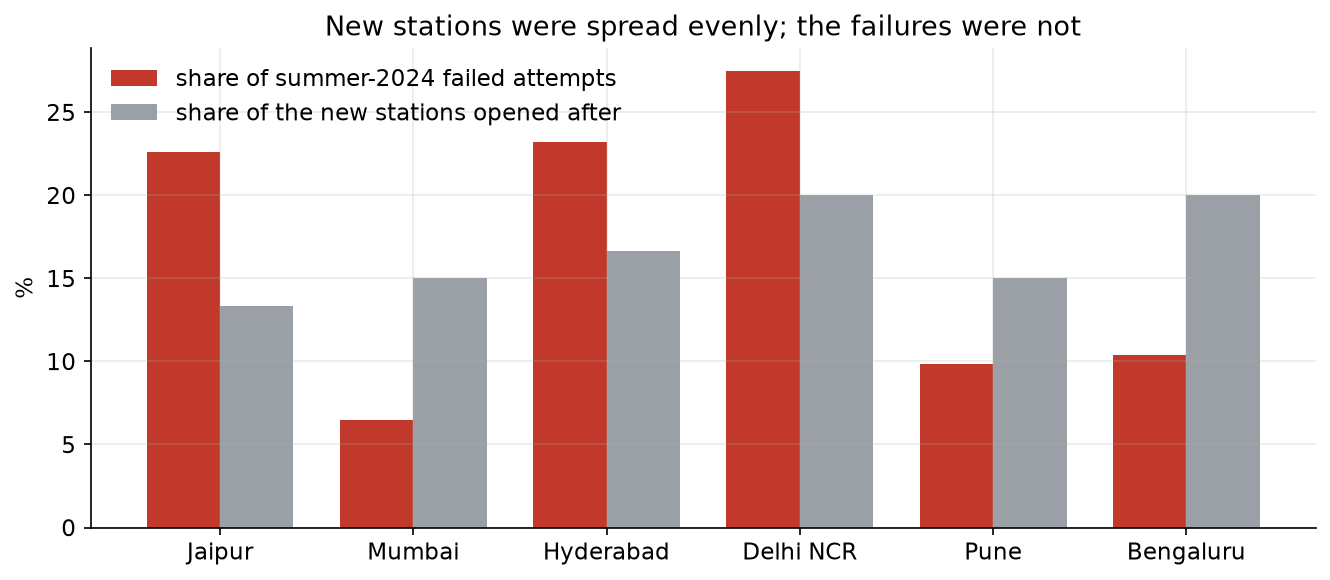 New stations were spread evenly; the failures were not
share of summer-2024 failed attempts
share of the new stations opened after
%
25
20
15
10
5
0
Jaipur Mumbai Hyderabad Delhi NCR Pune Bengaluru